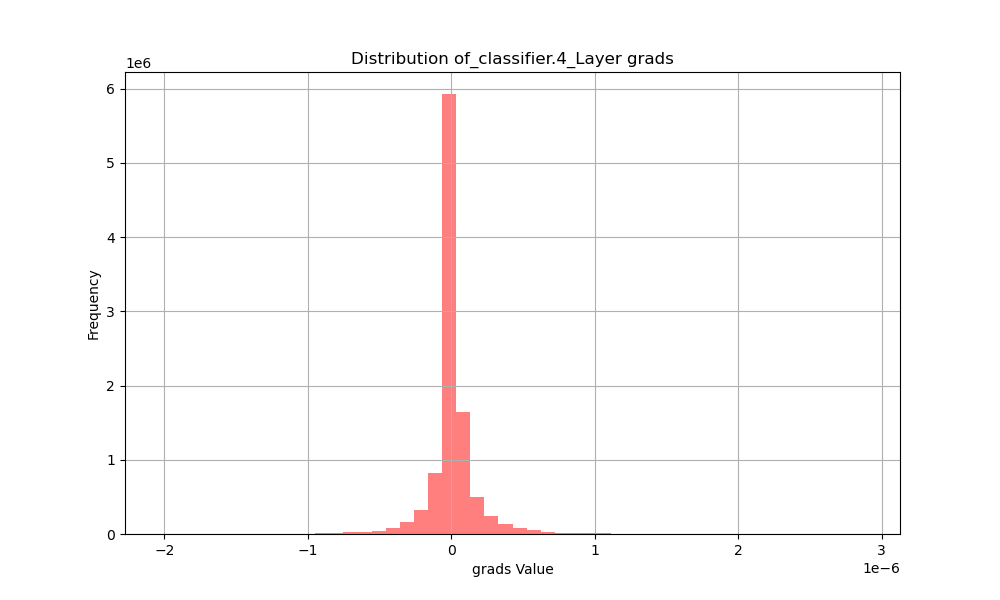 Distribution of_classifier.4_Layer grads
1e6
6
5
4
3
2
1
0
Frequency
−2
−1
0
1
2
3
1e−6
grads Value